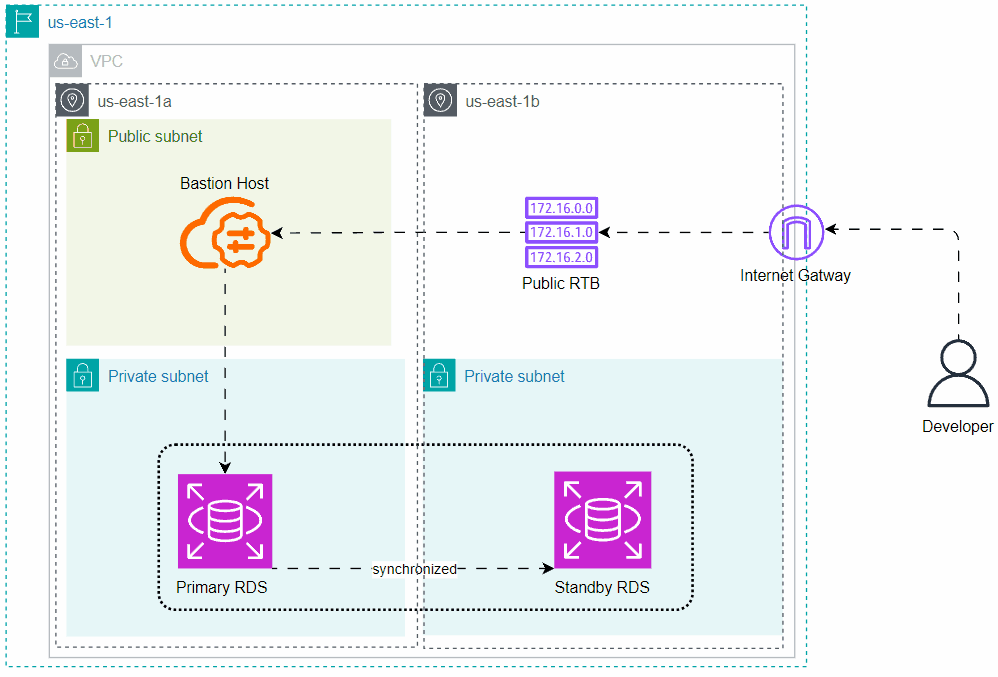 us-east-1
VPC
us-east-1a
us-east-1b
Public subnet
Bastion Host
172.16.0.0
172.16.1.0
172.16.2.0
Public RTB
Internet Gatway
Private subnet
Private subnet
Developer
synchronized
Primary RDS
Standby RDS